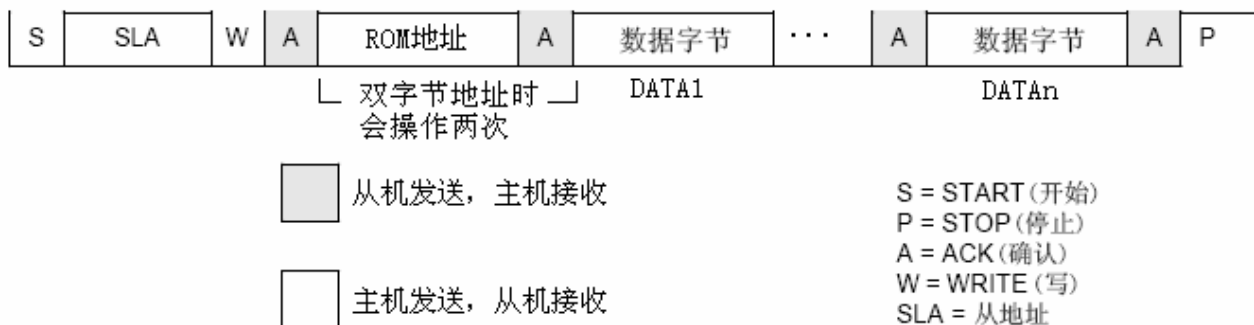 S SLA W A ROM地址 A 数据字节 ··· A 数据字节 A P
双字节地址时 DATA1 DATAn
会操作两次
从机发送，主机接收
S = START(开始)
P = STOP(停止)
A = ACK(确认)
W = WRITE(写)
主机发送，从机接收
SLA = 从地址